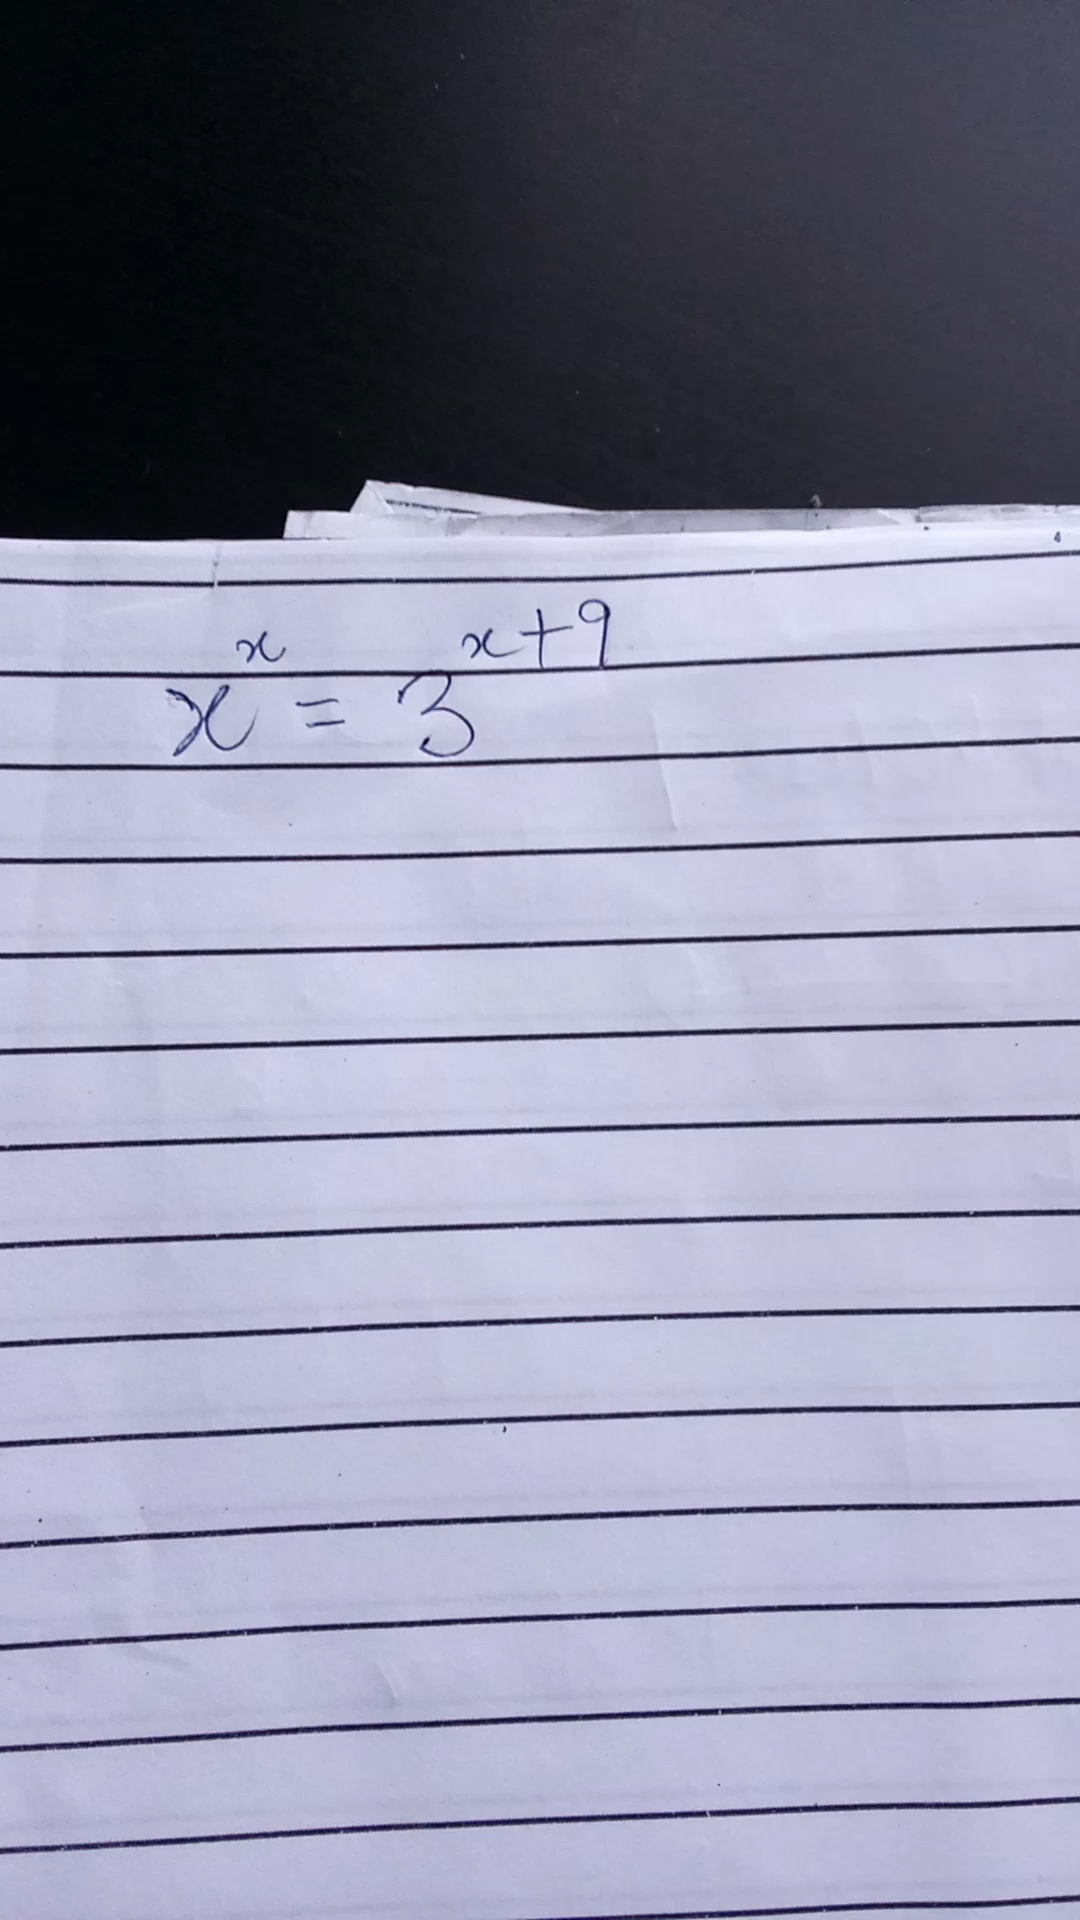 x^x = 3^{x+9}